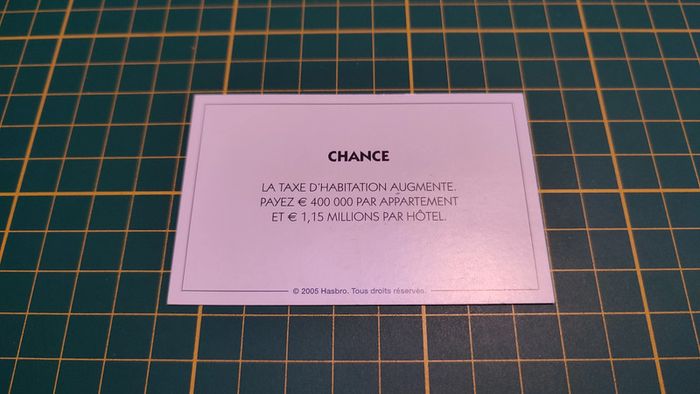 CHANCE
LA TAXE D'HABITATION AUGMENTE.
PAYEZ € 400 000 PAR APPARTEMENT
ET € 1,15 MILLIONS PAR HÔTEL.
© 2005 Hasbro. Tous droits réservés.